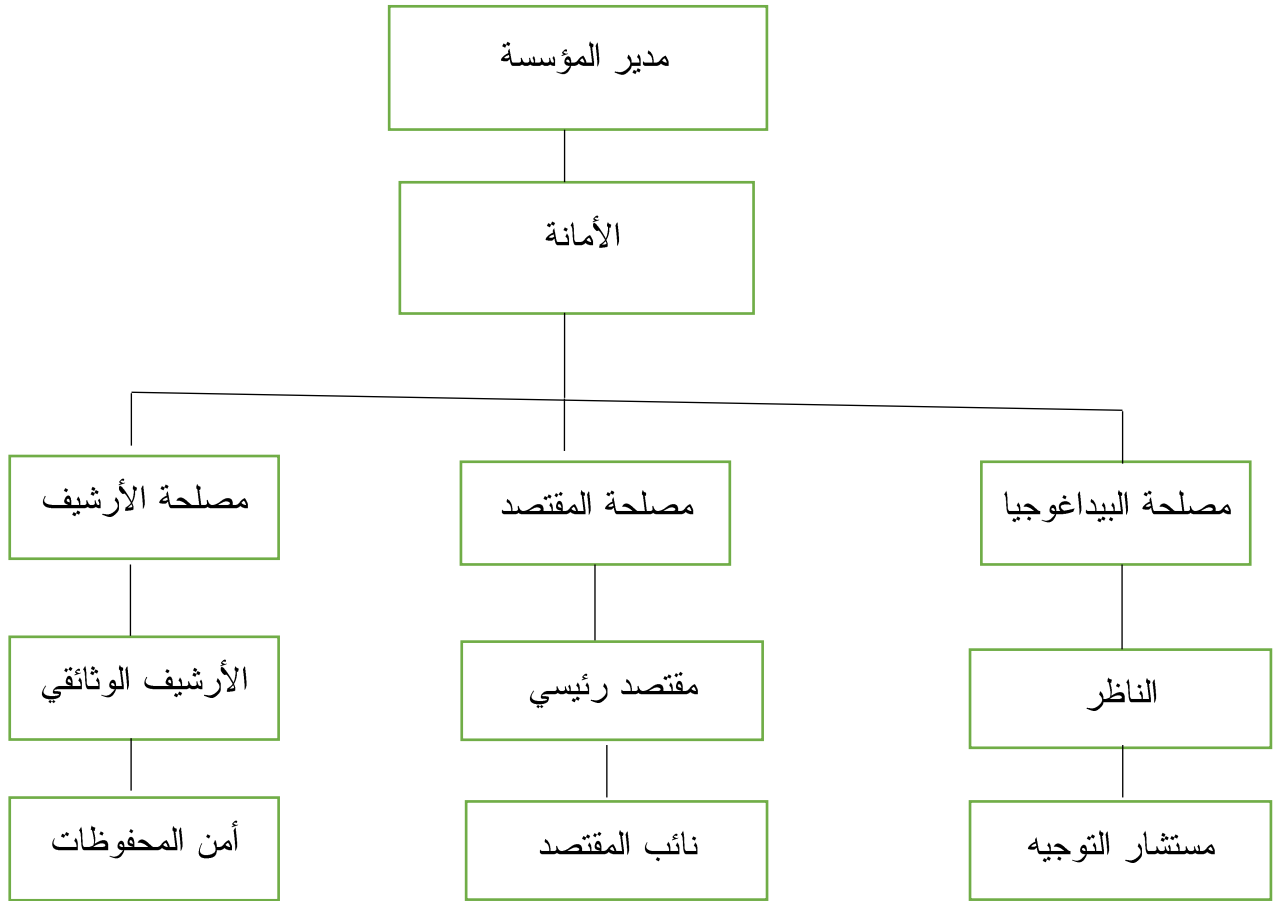 مدير المؤسسة
الأمانة
مصلحة البيداغوجيا
مصلحة المقتصد
مصلحة الأرشيف
الناظر
مقتصد رئيسي
الأرشيف الوثائقي
مستشار التوجيه
نائب المقتصد
أمن المحفوظات